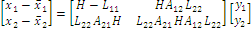 [x₁ − x̄₁] = [H − L₁₁ HA₁₂L₂₂] [y₁]
[x₂ − x̄₂] [L₂₂A₂₁H L₂₂A₂₁HA₁₂L₂₂] [y₂]